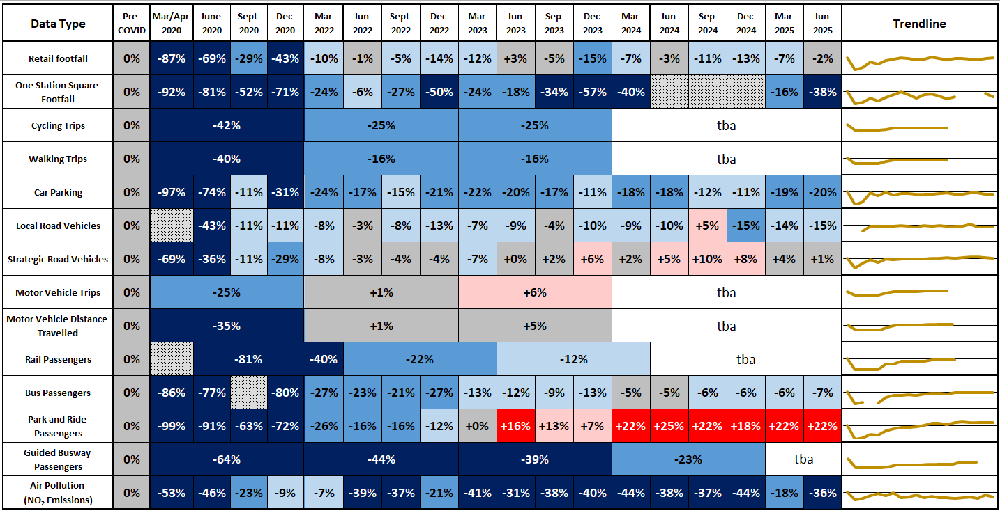 Data Type Pre-COVID Mar/Apr 2020 June 2020 Sept 2020 Dec 2020 Mar 2022 Jun 2022 Sept 2022 Dec 2022 Mar 2023 Jun 2023 Sep 2023 Dec 2023 Mar 2024 Jun 2024 Sep 2024 Dec 2024 Mar 2025 Jun 2025 Trendline
Retail footfall 0% -87% -69% -29% -43% -10% -1% -5% -14% -12% +3% -5% -15% -7% -3% -11% -13% -7% -2%
One Station Square Footfall 0% -92% -81% -52% -71% -24% -6% -27% -50% -24% -18% -34% -57% -40% -16% -38%
Cycling Trips 0% -42% -25% -25% tba
Walking Trips 0% -40% -16% -16% tba
Car Parking 0% -97% -74% -11% -31% -24% -17% -15% -21% -22% -20% -17% -11% -18% -18% -12% -11% -19% -20%
Local Road Vehicles 0% -43% -11% -11% -8% -3% -8% -13% -7% -9% -4% -10% -9% -10% +5% -15% -14% -15%
Strategic Road Vehicles 0% -69% -36% -11% -29% -8% -3% -4% -4% -7% +0% +2% +6% +2% +5% +10% +8% +4% +1%
Motor Vehicle Trips 0% -25% +1% +6% tba
Motor Vehicle Distance Travelled 0% -35% +1% +5% tba
Rail Passengers 0% -81% -40% -22% -12% tba
Bus Passengers 0% -86% -77% -80% -27% -23% -21% -27% -13% -12% -9% -13% -5% -5% -6% -6% -6% -7%
Park and Ride Passengers 0% -99% -91% -63% -72% -26% -16% -16% -12% +0% +16% +13% +7% +22% +25% +22% +18% +22% +22%
Guided Busway Passengers 0% -64% -44% -39% -23% tba
Air Pollution (NO₂ Emissions) 0% -53% -46% -23% -9% -7% -39% -37% -21% -41% -31% -38% -40% -44% -38% -37% -44% -18% -36%